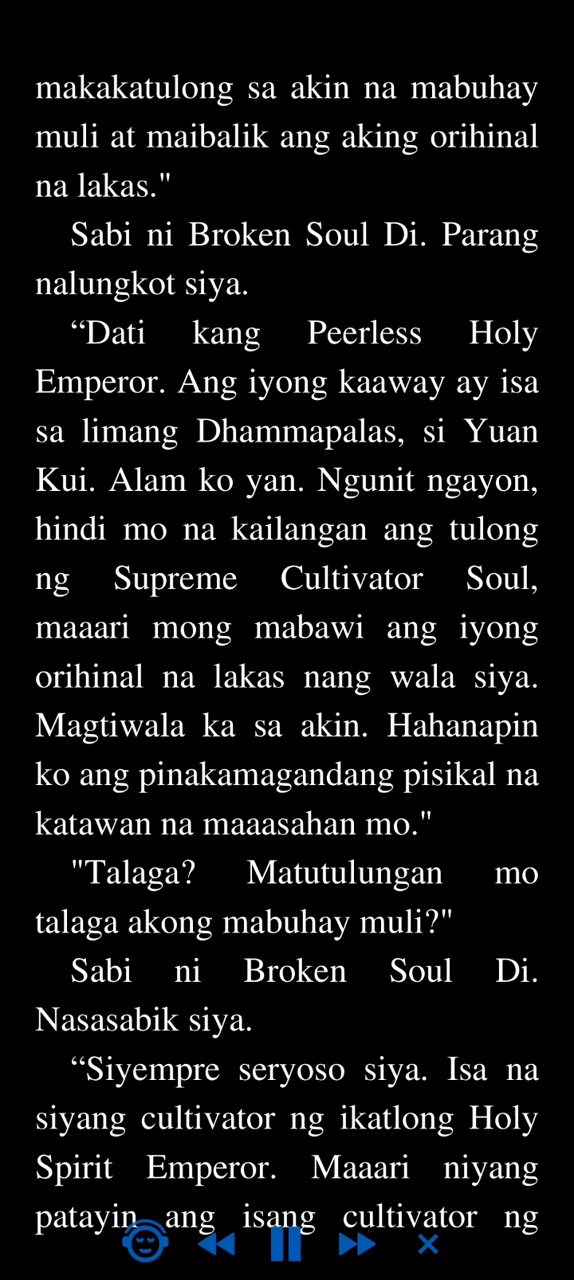 makakatulong sa akin na mabuhay
muli at maibalik ang aking orihinal
na lakas."
Sabi ni Broken Soul Di. Parang
nalungkot siya.
“Dati kang Peerless Holy
Emperor. Ang iyong kaaway ay isa
sa limang Dhammapalas, si Yuan
Kui. Alam ko yan. Ngunit ngayon,
hindi mo na kailangan ang tulong
ng Supreme Cultivator Soul,
maaari mong mabawi ang iyong
orihinal na lakas nang wala siya.
Magtiwala ka sa akin. Hahanapin
ko ang pinakamagandang pisikal na
katawan na maaasahan mo."
"Talaga? Matutulungan mo
talaga akong mabuhay muli?"
Sabi ni Broken Soul Di.
Nasasabik siya.
“Siyempre seryoso siya. Isa na
siyang cultivator ng ikatlong Holy
Spirit Emperor. Maaari niyang
patayin ang isang cultivator ng